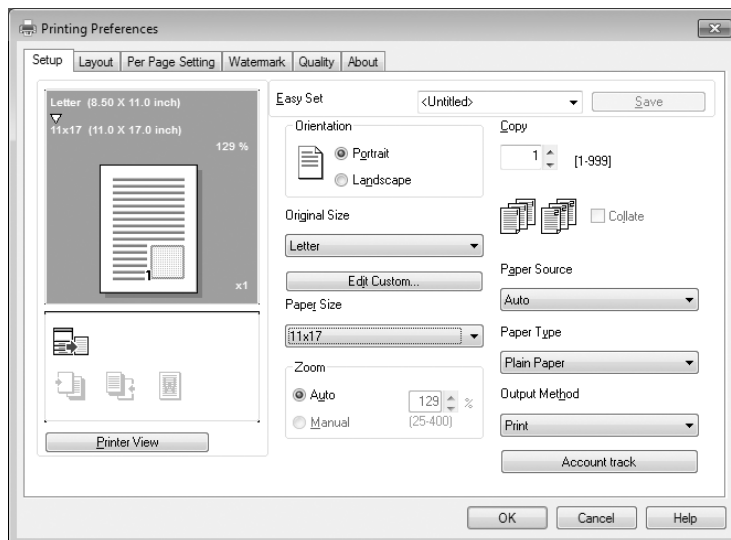 Printing Preferences
Setup
Layout
Per Page Setting
Watermark
Quality
About
Letter (8.50 X 11.0 inch)
11x17 (11.0 X 17.0 inch)
129 %
1
x1
Printer View
Easy Set
<Untitled>
Save
Orientation
Portrait
Landscape
Original Size
Letter
Edit Custom...
Paper Size
11x17
Zoom
Auto
Manual
129 %
(25-400)
Copy
1 [1-999]
Collate
Paper Source
Auto
Paper Type
Plain Paper
Output Method
Print
Account track
OK
Cancel
Help